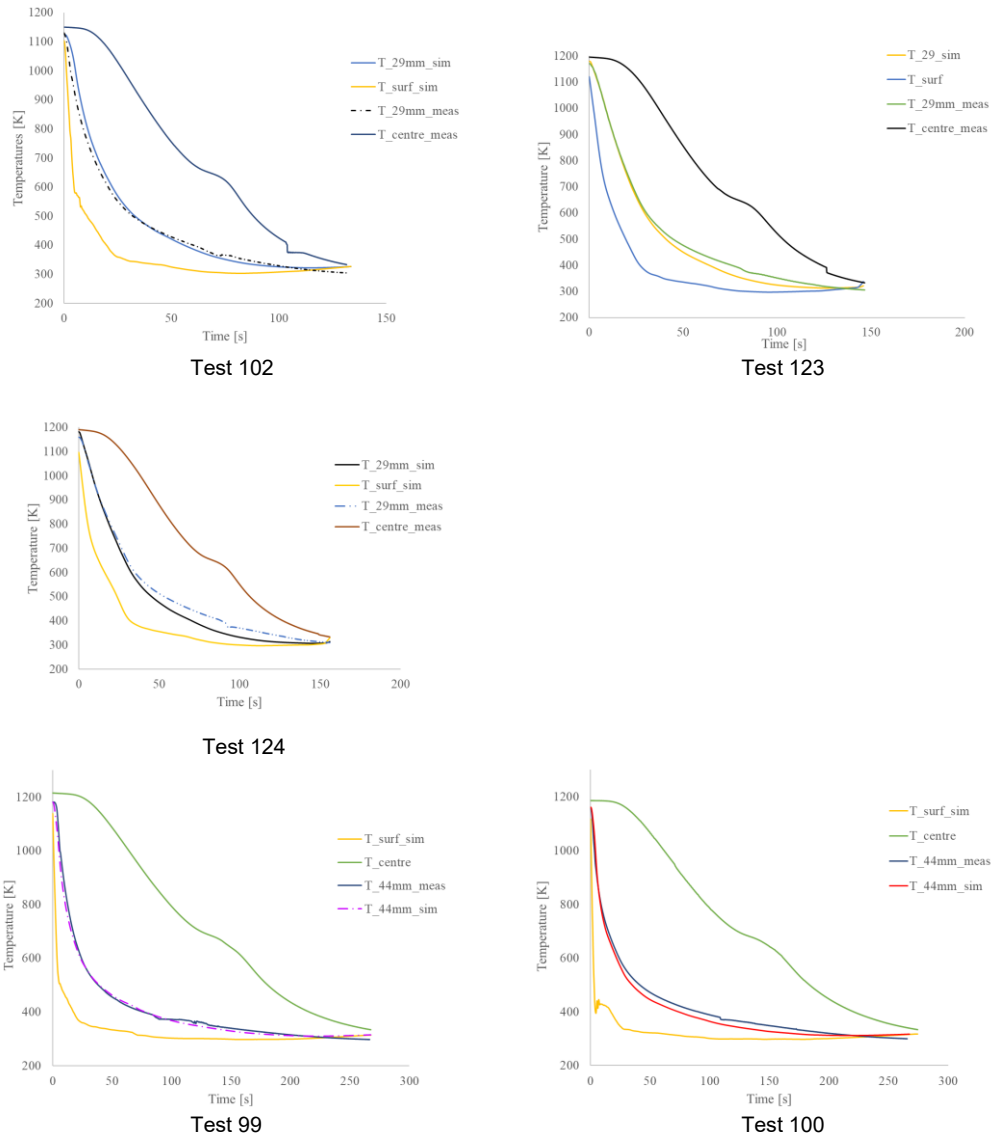 1200
1100
1000
900
800
700
600
500
400
300
200
0
50
100
150
Temperatures [K]
Time [s]
T_29mm_sim
T_surf_sim
T_29mm_meas
T_centre_meas
Test 102
1200
1100
1000
900
800
700
600
500
400
300
200
0
50
100
150
200
Temperature [K]
Time [s]
T_29_sim
T_surf
T_29mm_meas
T_centre_meas
Test 123
1200
1100
1000
900
800
700
600
500
400
300
200
0
50
100
150
200
Temperature [K]
Time [s]
T_29mm_sim
T_surf_sim
T_29mm_meas
T_centre_meas
Test 124
1200
1000
800
600
400
200
0
50
100
150
200
250
300
Temperature [K]
Time [s]
T_surf_sim
T_centre
T_44mm_meas
T_44mm_sim
Test 99
1200
1000
800
600
400
200
0
50
100
150
200
250
300
Temperature [K]
Time [s]
T_surf_sim
T_centre
T_44mm_meas
T_44mm_sim
Test 100